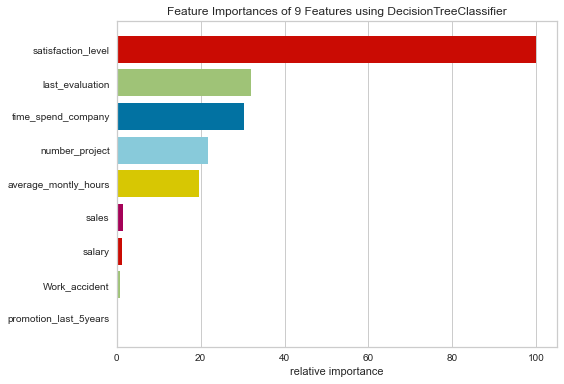 Feature Importances of 9 Features using DecisionTreeClassifier
satisfaction_level
last_evaluation
time_spend_company
number_project
average_montly_hours
sales
salary
Work_accident
promotion_last_5years
0 20 40 60 80 100
relative importance